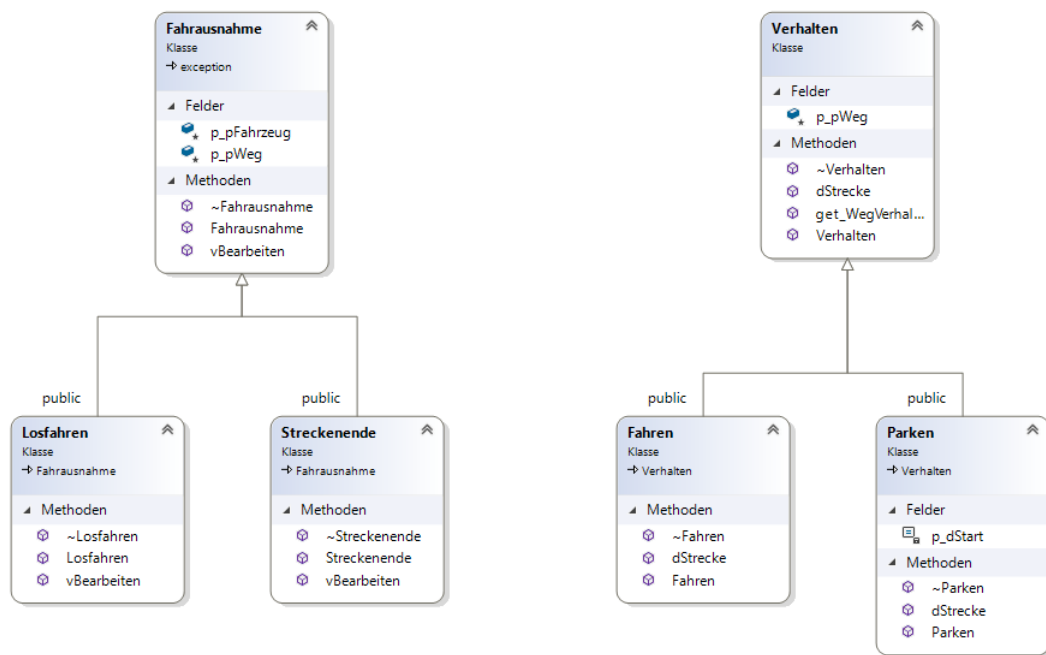 Fahrausnahme
Klasse
exception
Felder
p_pFahrzeug
p_pWeg
Methoden
~Fahrausnahme
Fahrausnahme
vBearbeiten
Verhalten
Klasse
Felder
p_pWeg
Methoden
~Verhalten
dStrecke
get_WegVerhal...
Verhalten
public
public
public
public
Losfahren
Klasse
Fahrausnahme
Methoden
~Losfahren
Losfahren
vBearbeiten
Streckenende
Klasse
Fahrausnahme
Methoden
~Streckenende
Streckenende
vBearbeiten
Fahren
Klasse
Verhalten
Methoden
~Fahren
dStrecke
Fahren
Parken
Klasse
Verhalten
Felder
p_dStart
Methoden
~Parken
dStrecke
Parken